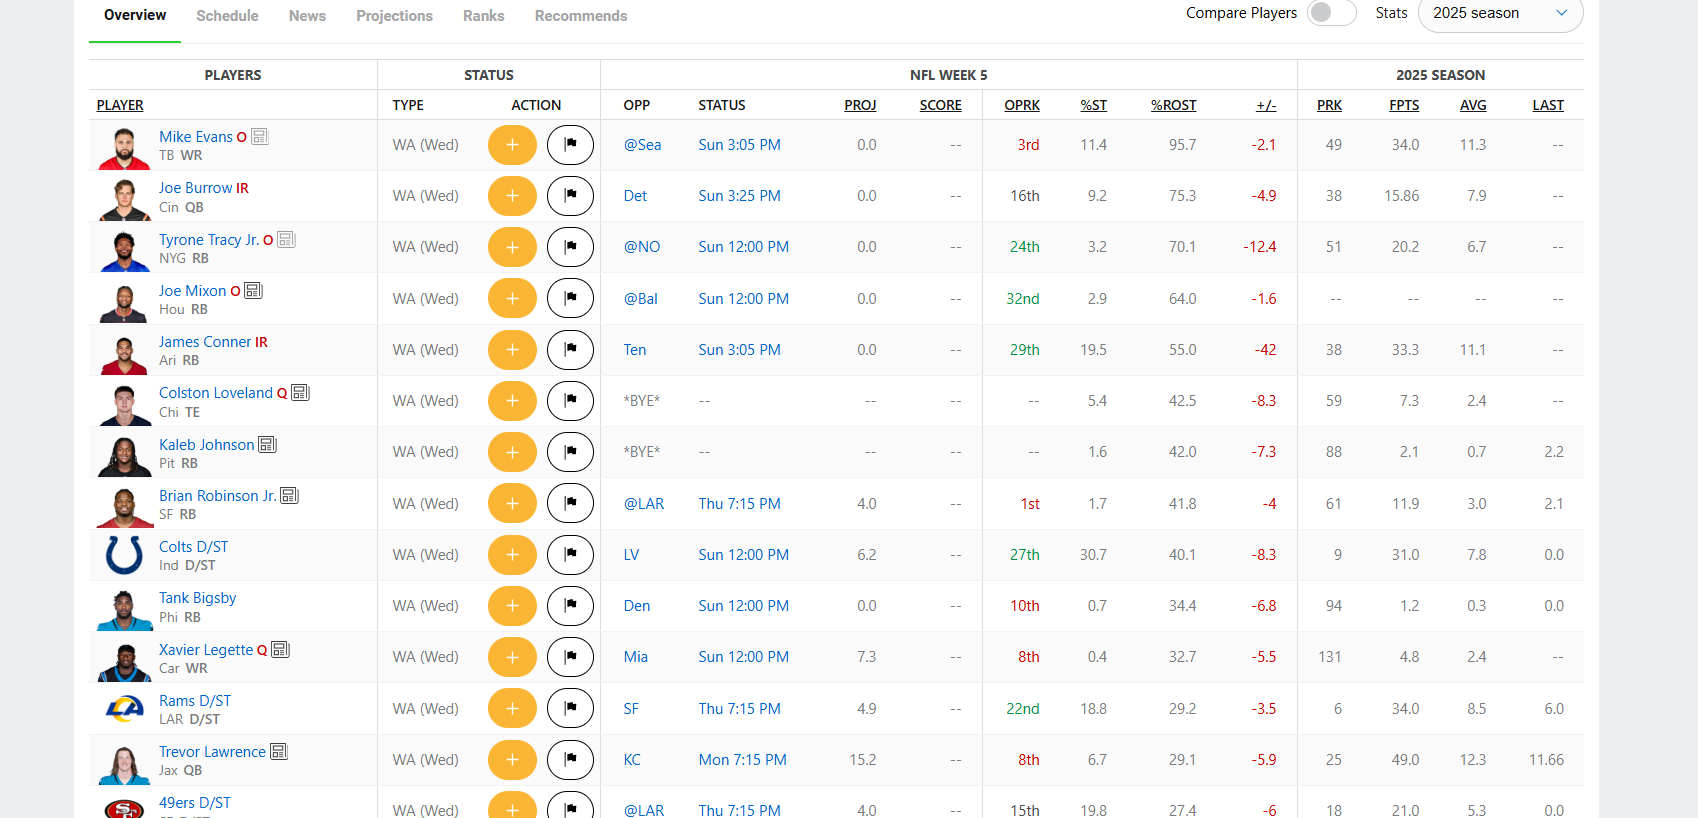 Overview Schedule News Projections Ranks Recommends Compare Players Stats 2025 season
PLAYERS STATUS NFL WEEK 5 2025 SEASON
PLAYER TYPE ACTION OPP STATUS PROJ SCORE OPRK %ST %ROST +/- PRK FPTS AVG LAST
Mike Evans O
TB WR
WA (Wed) + @Sea Sun 3:05 PM 0.0 -- 3rd 11.4 95.7 -2.1 49 34.0 11.3 --
Joe Burrow IR
Cin QB
WA (Wed) + Det Sun 3:25 PM 0.0 -- 16th 9.2 75.3 -4.9 38 15.86 7.9 --
Tyrone Tracy Jr. O
NYG RB
WA (Wed) + @NO Sun 12:00 PM 0.0 -- 24th 3.2 70.1 -12.4 51 20.2 6.7 --
Joe Mixon O
Hou RB
WA (Wed) + @Bal Sun 12:00 PM 0.0 -- 32nd 2.9 64.0 -1.6 -- -- -- --
James Conner IR
Ari RB
WA (Wed) + Ten Sun 3:05 PM 0.0 -- 29th 19.5 55.0 -42 38 33.3 11.1 --
Colston Loveland Q
Chi TE
WA (Wed) + *BYE* -- -- -- -- 5.4 42.5 -8.3 59 7.3 2.4 --
Kaleb Johnson
Pit RB
WA (Wed) + *BYE* -- -- -- -- 1.6 42.0 -7.3 88 2.1 0.7 2.2
Brian Robinson Jr.
SF RB
WA (Wed) + @LAR Thu 7:15 PM 4.0 -- 1st 1.7 41.8 -4 61 11.9 3.0 2.1
Colts D/ST
Ind D/ST
WA (Wed) + LV Sun 12:00 PM 6.2 -- 27th 30.7 40.1 -8.3 9 31.0 7.8 0.0
Tank Bigsby
Phi RB
WA (Wed) + Den Sun 12:00 PM 0.0 -- 10th 0.7 34.4 -6.8 94 1.2 0.3 0.0
Xavier Legette Q
Car WR
WA (Wed) + Mia Sun 12:00 PM 7.3 -- 8th 0.4 32.7 -5.5 131 4.8 2.4 --
Rams D/ST
LAR D/ST
WA (Wed) + SF Thu 7:15 PM 4.9 -- 22nd 18.8 29.2 -3.5 6 34.0 8.5 6.0
Trevor Lawrence
Jax QB
WA (Wed) + KC Mon 7:15 PM 15.2 -- 8th 6.7 29.1 -5.9 25 49.0 12.3 11.66
49ers D/ST
WA (Wed) + @LAR Thu 7:15 PM 4.0 -- 15th 19.8 27.4 -6 18 21.0 5.3 0.0